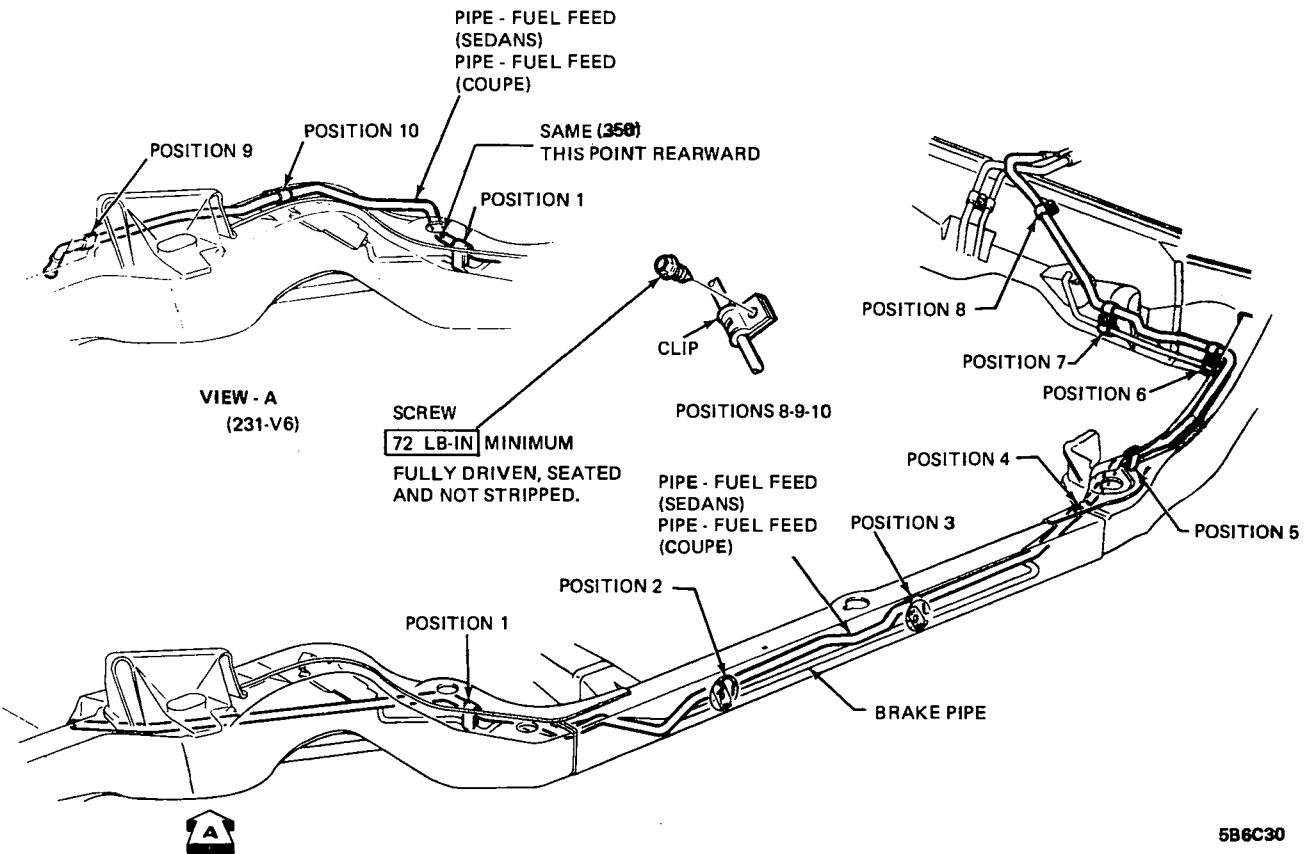 PIPE - FUEL FEED
(SEDANS)
PIPE - FUEL FEED
(COUPE)
POSITION 10
SAME (350)
THIS POINT REARWARD
POSITION 9
POSITION 1
POSITION 8
CLIP
POSITION 7
POSITION 6
VIEW - A
(231-V6)
POSITIONS 8-9-10
SCREW
72 LB-IN MINIMUM
FULLY DRIVEN, SEATED
AND NOT STRIPPED.
POSITION 4
PIPE - FUEL FEED
(SEDANS)
PIPE - FUEL FEED
(COUPE)
POSITION 3
POSITION 5
POSITION 2
POSITION 1
BRAKE PIPE
A
5B6C30